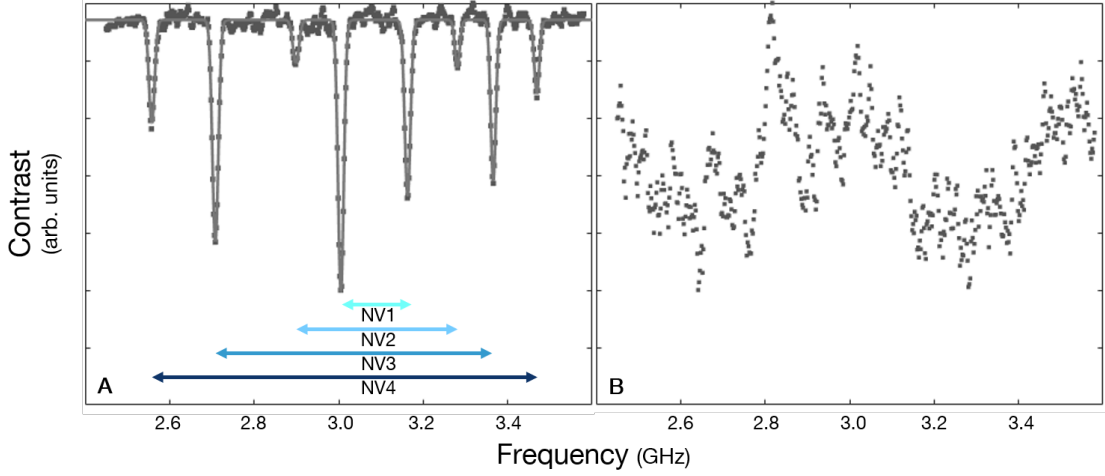 Contrast
(arb. units)
NV1
NV2
NV3
NV4
A
B
2.6 2.8 3.0 3.2 3.4
2.6 2.8 3.0 3.2 3.4
Frequency (GHz)